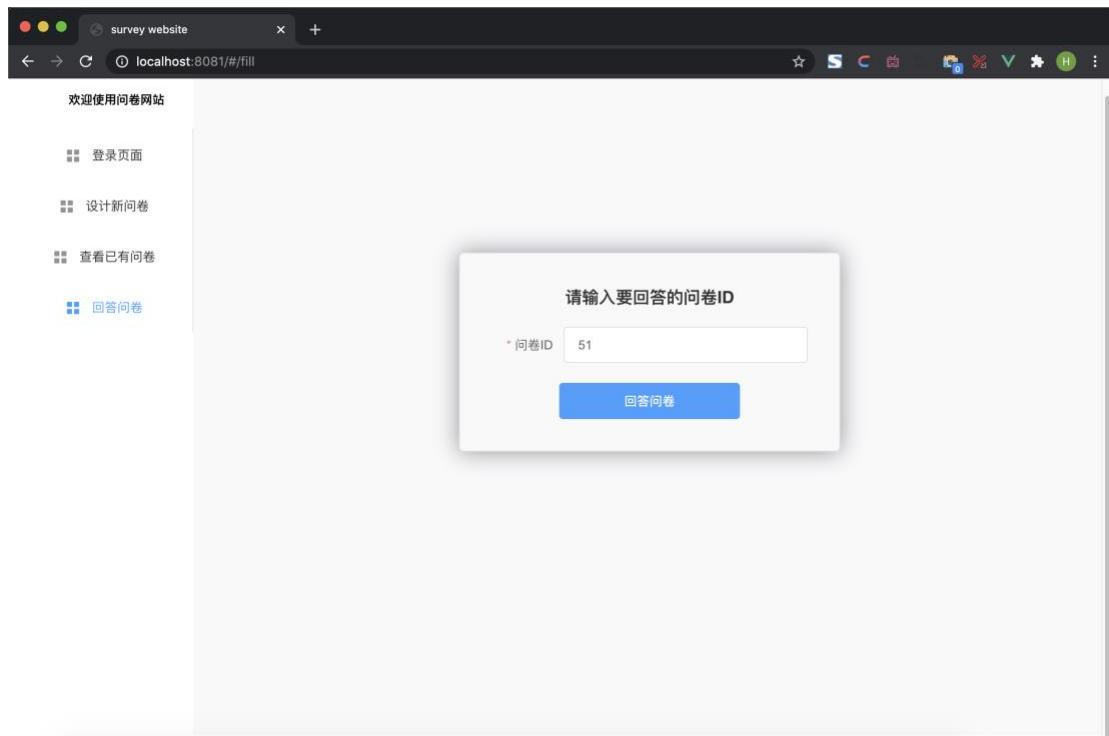 survey website
localhost:8081/#/fill
0
H
欢迎使用问卷网站
登录页面
设计新问卷
查看已有问卷
回答问卷
请输入要回答的问卷ID
* 问卷ID 51
回答问卷